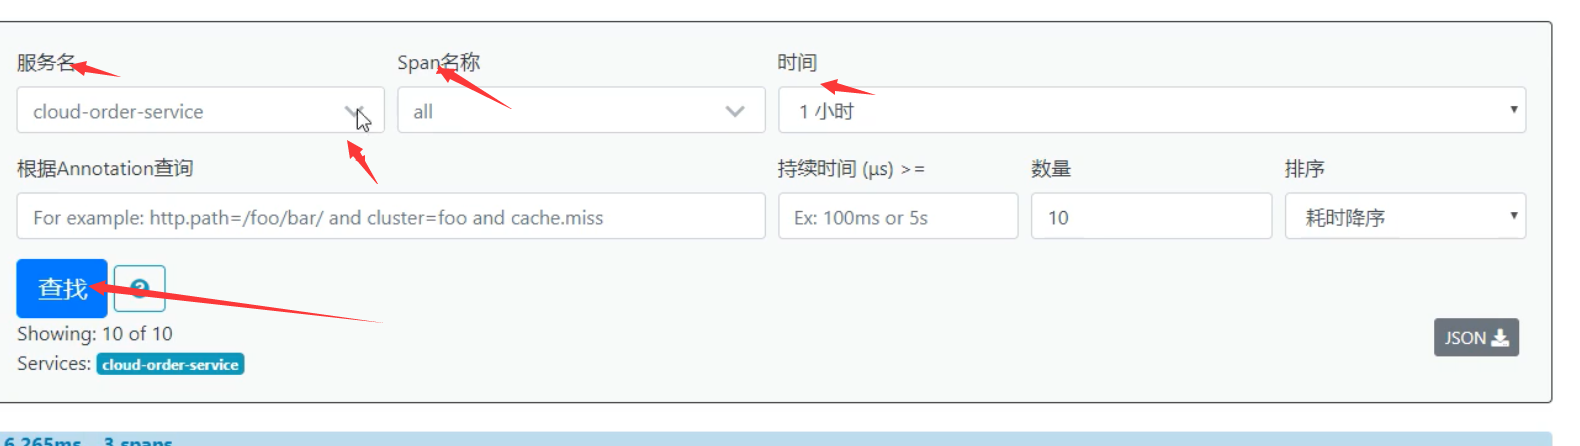 服务名 Span名称 时间
cloud-order-service all 1 小时
根据Annotation查询 持续时间 (μs) >= 数量 排序
For example: http.path=/foo/bar/ and cluster=foo and cache.miss Ex: 100ms or 5s 10 耗时降序
查找 ?
Showing: 10 of 10
JSON
Services: cloud-order-service
6.265ms 3 spans